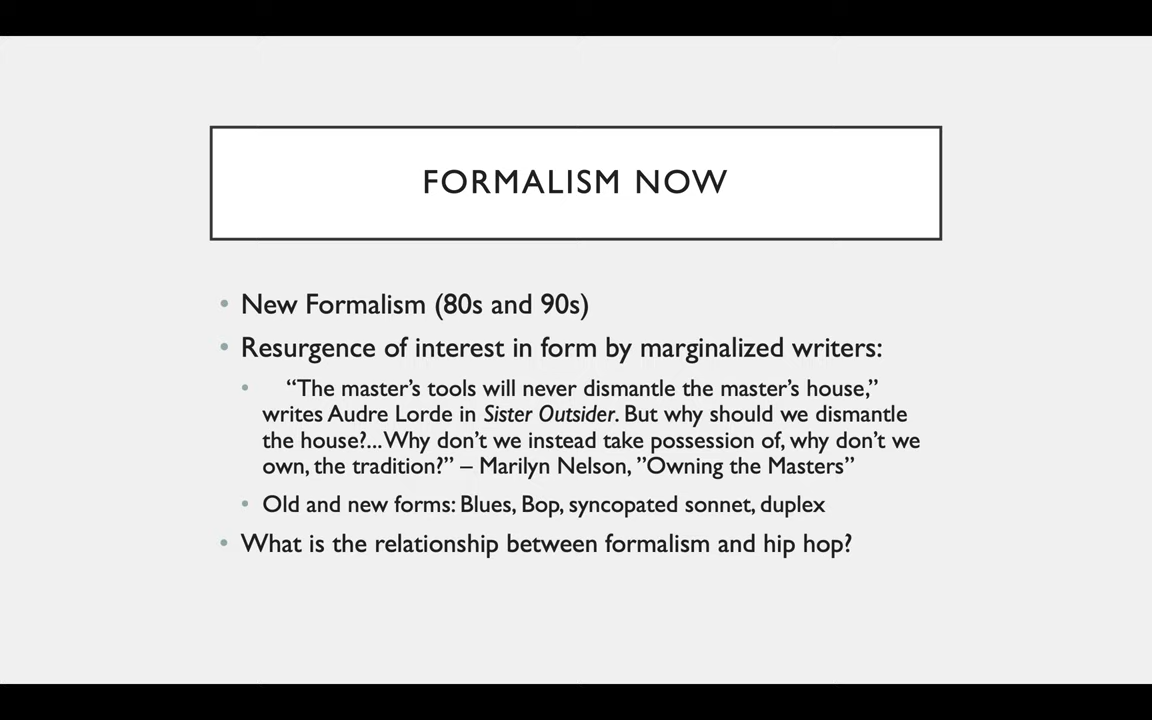 FORMALISM NOW
• New Formalism (80s and 90s)
• Resurgence of interest in form by marginalized writers:
• “The master’s tools will never dismantle the master’s house,”
writes Audre Lorde in Sister Outsider. But why should we dismantle
the house?...Why don’t we instead take possession of, why don’t we
own, the tradition?” – Marilyn Nelson, ”Owning the Masters”
• Old and new forms: Blues, Bop, syncopated sonnet, duplex
• What is the relationship between formalism and hip hop?